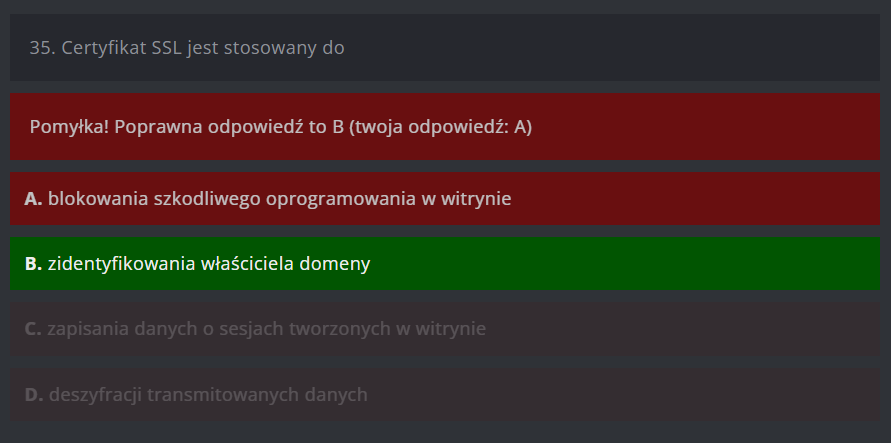 35. Certyfikat SSL jest stosowany do
Pomyłka! Poprawna odpowiedź to B (twoja odpowiedź: A)
A. blokowania szkodliwego oprogramowania w witrynie
B. zidentyfikowania właściciela domeny
C. zapisania danych o sesjach tworzonych w witrynie
D. deszyfracji transmitowanych danych